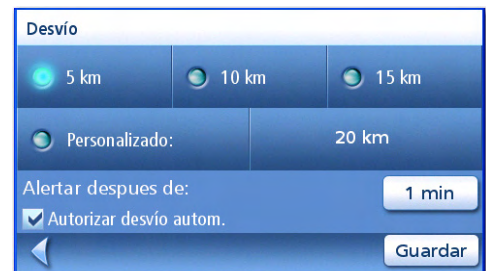 Desvío
5 km 10 km 15 km
Personalizado: 20 km
Alertar despues de: 1 min
Autorizar desvío autom.
Guardar